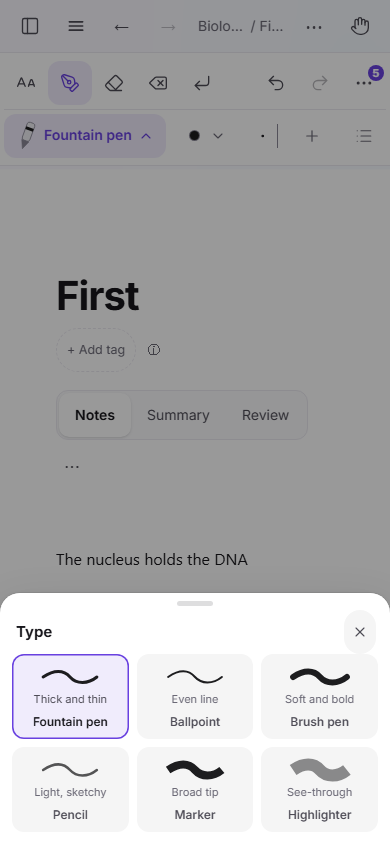 Biolo... / Fi...
AA
5
Fountain pen
First
+ Add tag
Notes Summary Review
...
The nucleus holds the DNA
Type
Thick and thin Even line Soft and bold
Fountain pen Ballpoint Brush pen
Light, sketchy Broad tip See-through
Pencil Marker Highlighter